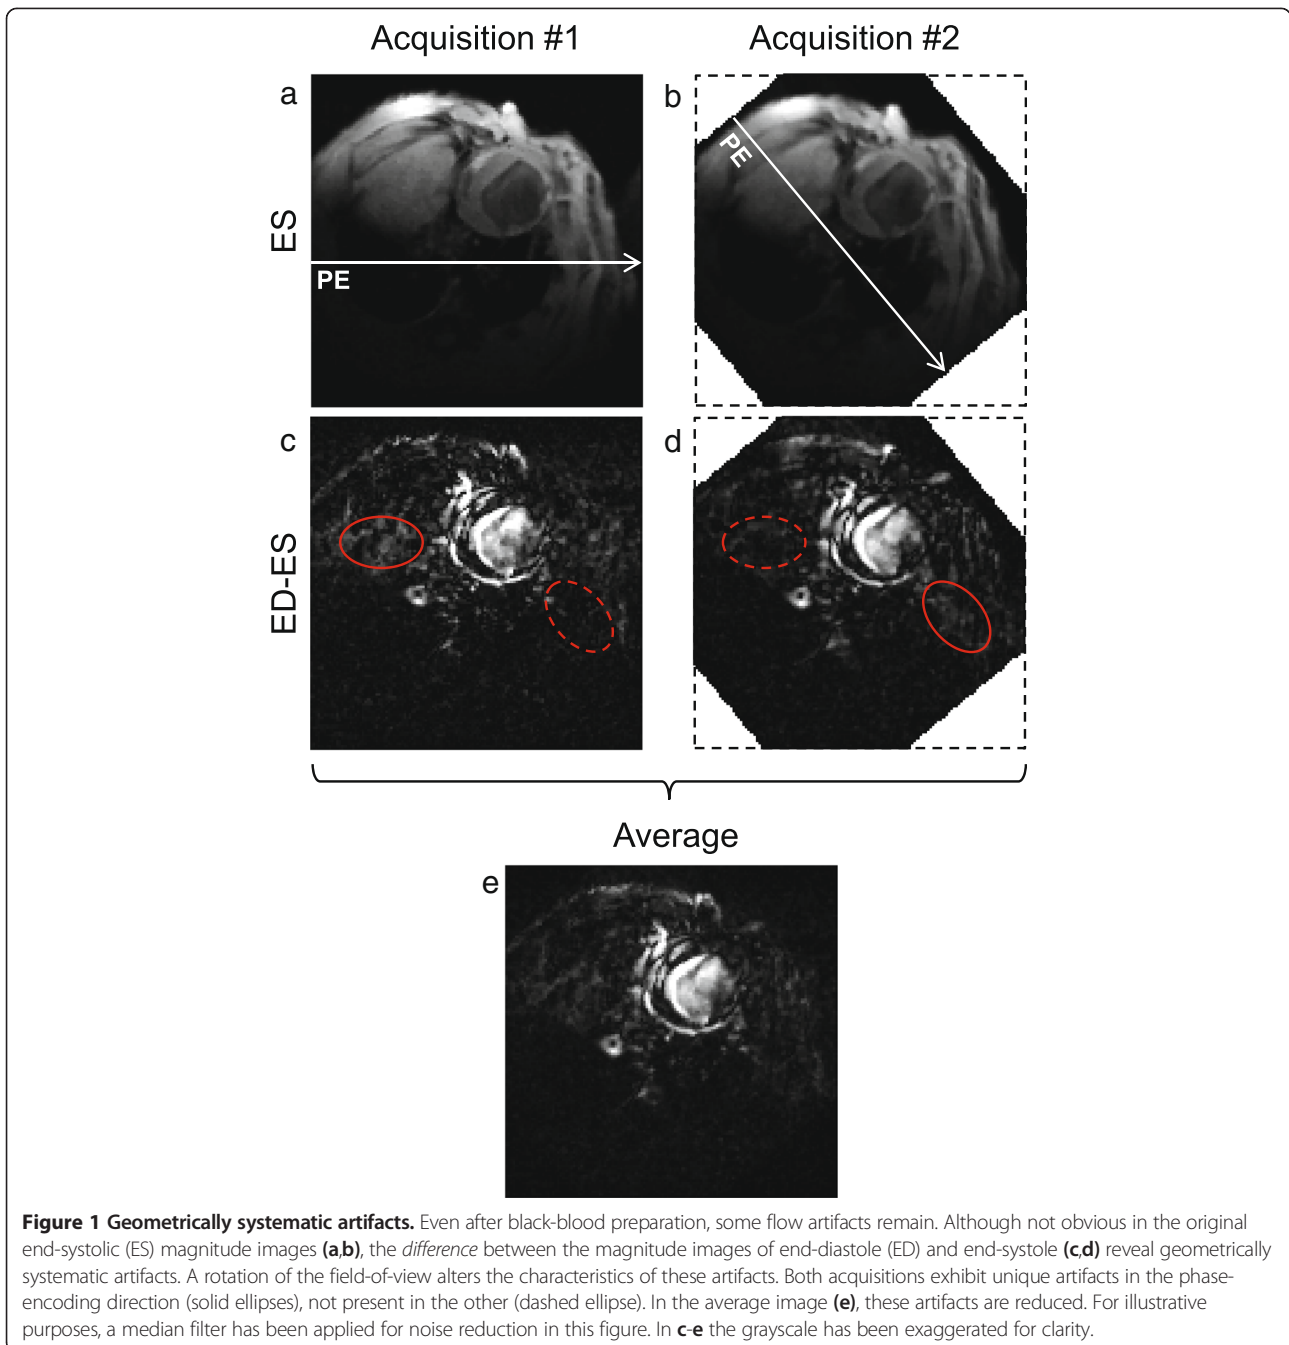 Acquisition #1
Acquisition #2
a
b
ES
PE
PE
c
d
ED-ES
Average
e
Figure 1 Geometrically systematic artifacts. Even after black-blood preparation, some flow artifacts remain. Although not obvious in the original
end-systolic (ES) magnitude images (a,b), the difference between the magnitude images of end-diastole (ED) and end-systole (c,d) reveal geometrically
systematic artifacts. A rotation of the field-of-view alters the characteristics of these artifacts. Both acquisitions exhibit unique artifacts in the phase-
encoding direction (solid ellipses), not present in the other (dashed ellipse). In the average image (e), these artifacts are reduced. For illustrative
purposes, a median filter has been applied for noise reduction in this figure. In c-e the grayscale has been exaggerated for clarity.